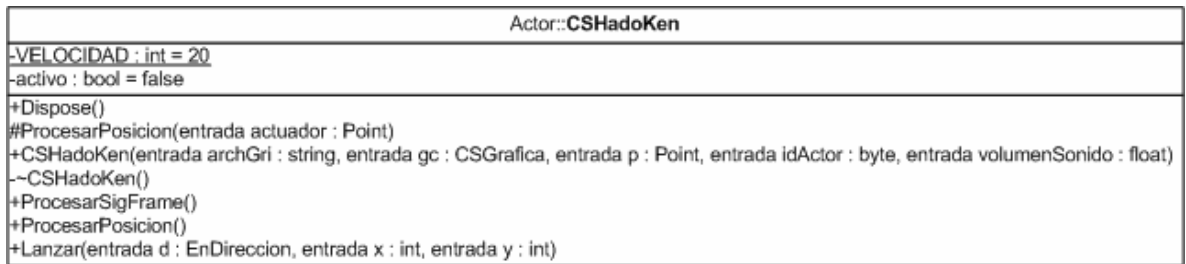 Actor::CSHadoKen
-VELOCIDAD : int = 20
-activo : bool = false
+Dispose()
#ProcesarPosicion(entrada actuador : Point)
+CSHadoKen(entrada archGri : string, entrada gc : CSGrafica, entrada p : Point, entrada idActor : byte, entrada volumenSonido : float)
-~CSHadoKen()
+ProcesarSigFrame()
+ProcesarPosicion()
+Lanzar(entrada d : EnDireccion, entrada x : int, entrada y : int)